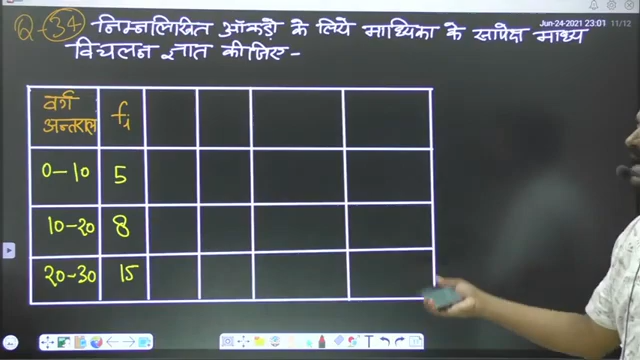 Q-34 निम्नलिखित आँकड़ो के लिये माध्यिका के सापेक्ष माध्य
विचलन ज्ञात कीजिए -
Jun-24-2021 23:01 11/12
वर्ग अन्तराल fi
0-10 5
10-20 8
20-30 15